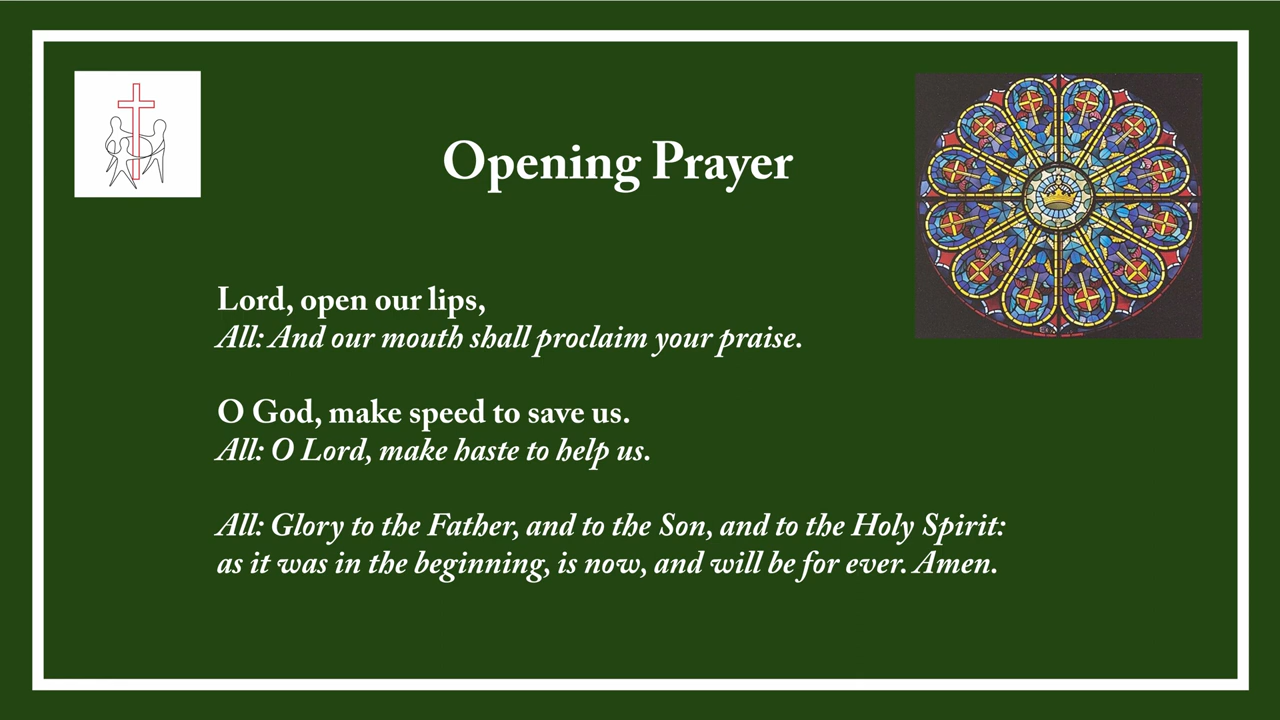 Opening Prayer
Lord, open our lips,
All: And our mouth shall proclaim your praise.
O God, make speed to save us.
All: O Lord, make haste to help us.
All: Glory to the Father, and to the Son, and to the Holy Spirit:
as it was in the beginning, is now, and will be for ever. Amen.